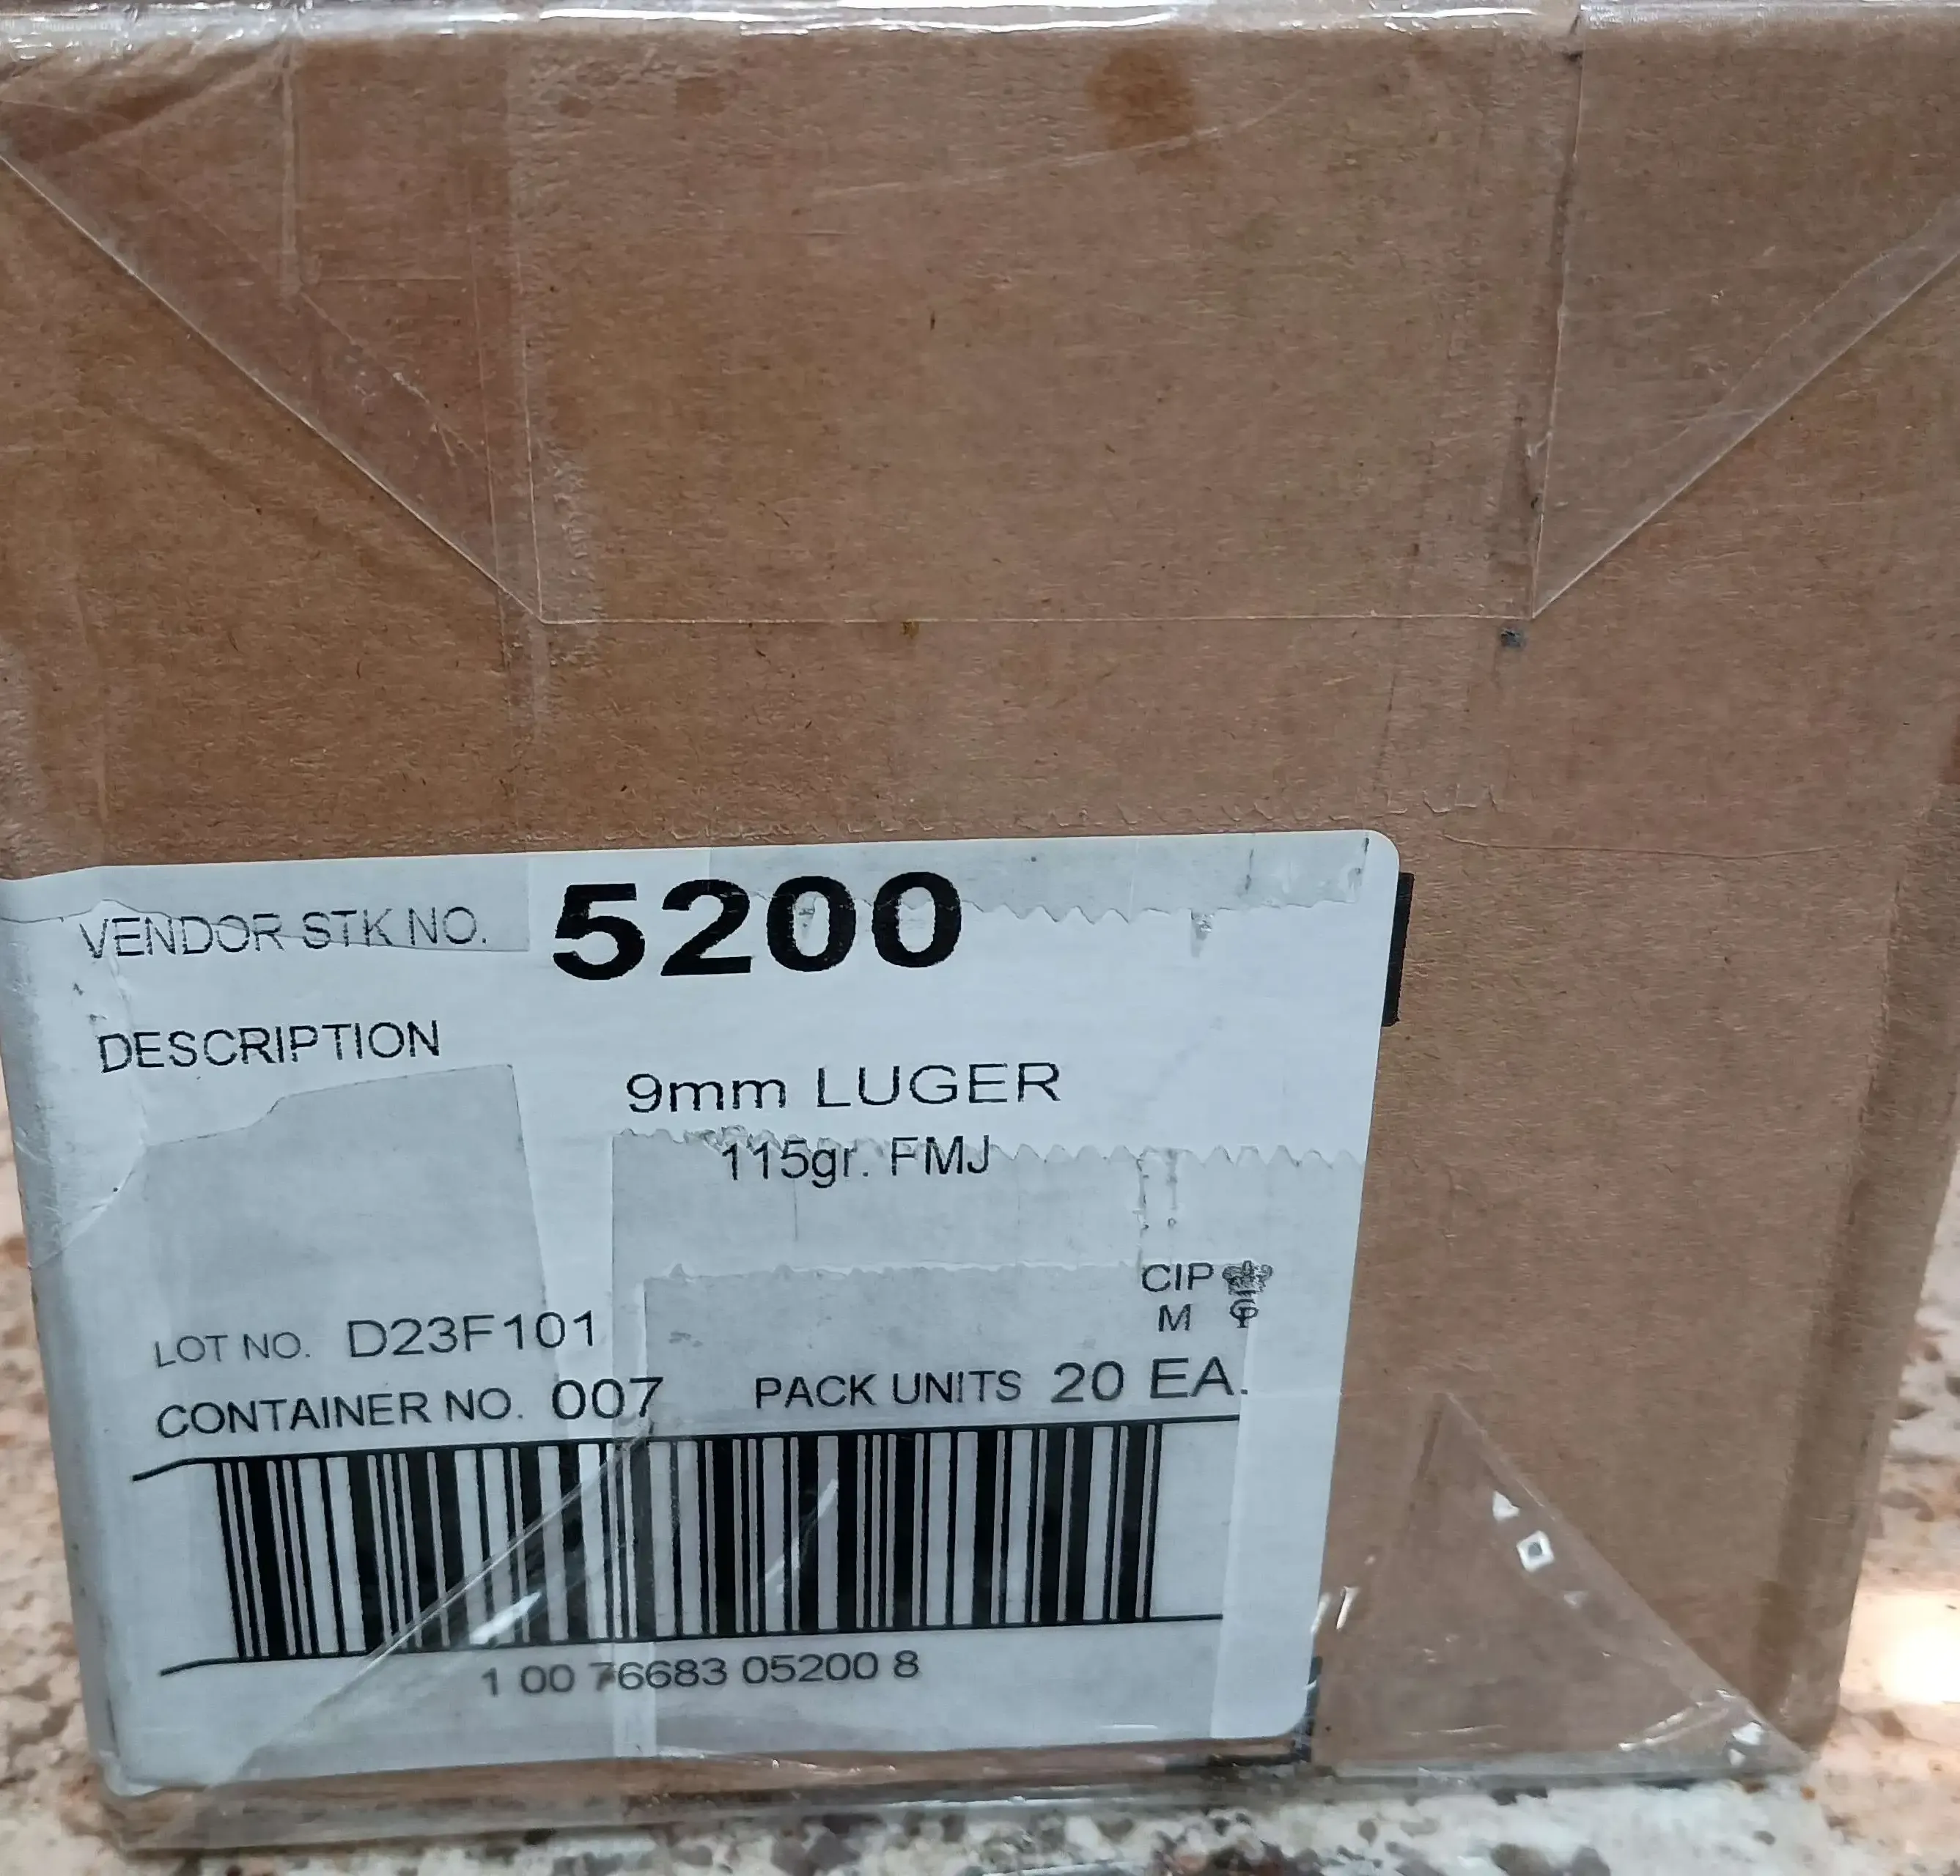 VENDOR STK NO. 5200
DESCRIPTION
9mm LUGER
115gr. FMJ
CIP
M
LOT NO. D23F101
CONTAINER NO. 007 PACK UNITS 20 EA.
1 00 76683 05200 8